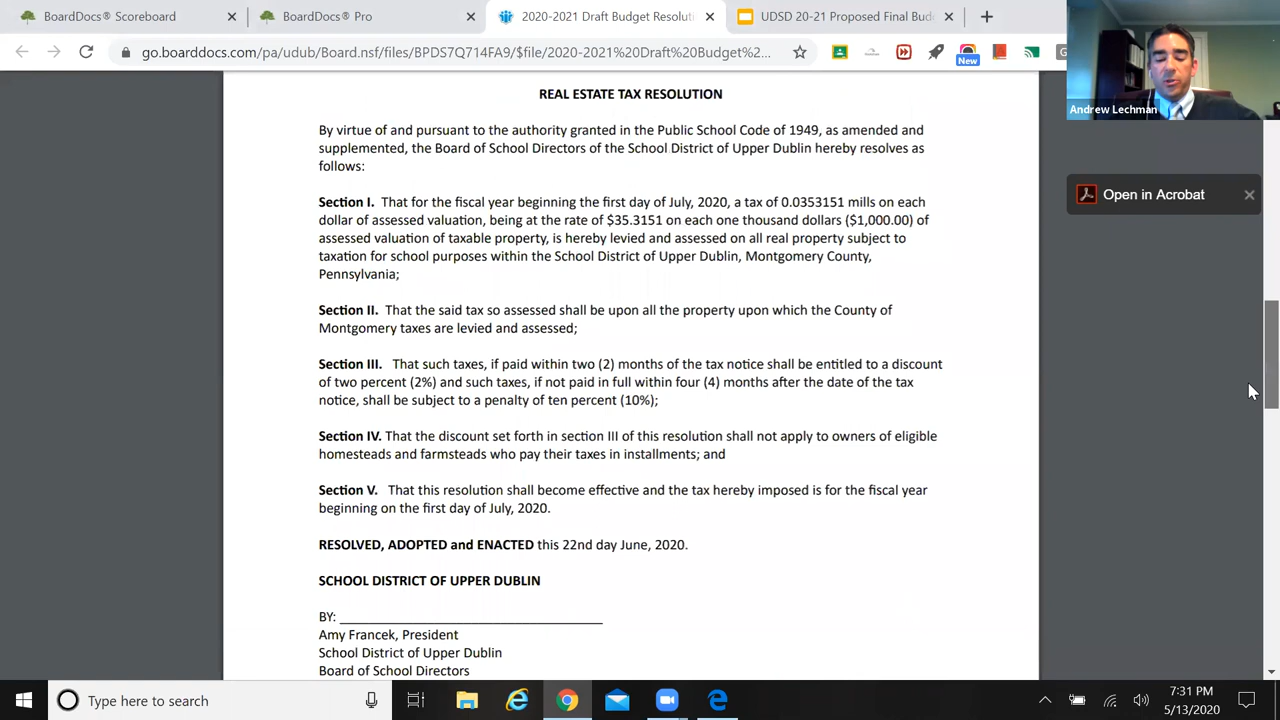 BoardDocs® Scoreboard
BoardDocs® Pro
2020-2021 Draft Budget Resoluti
UDSD 20-21 Proposed Final Bud
go.boarddocs.com/pa/udub/Board.nsf/files/BPDS7Q714FA9/$file/2020-2021%20Draft%20Budget%2...
New
Andrew Lechman
Open in Acrobat
REAL ESTATE TAX RESOLUTION
By virtue of and pursuant to the authority granted in the Public School Code of 1949, as amended and
supplemented, the Board of School Directors of the School District of Upper Dublin hereby resolves as
follows:
Section I. That for the fiscal year beginning the first day of July, 2020, a tax of 0.0353151 mills on each
dollar of assessed valuation, being at the rate of $35.3151 on each one thousand dollars ($1,000.00) of
assessed valuation of taxable property, is hereby levied and assessed on all real property subject to
taxation for school purposes within the School District of Upper Dublin, Montgomery County,
Pennsylvania;
Section II. That the said tax so assessed shall be upon all the property upon which the County of
Montgomery taxes are levied and assessed;
Section III. That such taxes, if paid within two (2) months of the tax notice shall be entitled to a discount
of two percent (2%) and such taxes, if not paid in full within four (4) months after the date of the tax
notice, shall be subject to a penalty of ten percent (10%);
Section IV. That the discount set forth in section III of this resolution shall not apply to owners of eligible
homesteads and farmsteads who pay their taxes in installments; and
Section V. That this resolution shall become effective and the tax hereby imposed is for the fiscal year
beginning on the first day of July, 2020.
RESOLVED, ADOPTED and ENACTED this 22nd day June, 2020.
SCHOOL DISTRICT OF UPPER DUBLIN
BY: ___________________________________
Amy Francek, President
School District of Upper Dublin
Board of School Directors
Type here to search
7:31 PM
5/13/2020